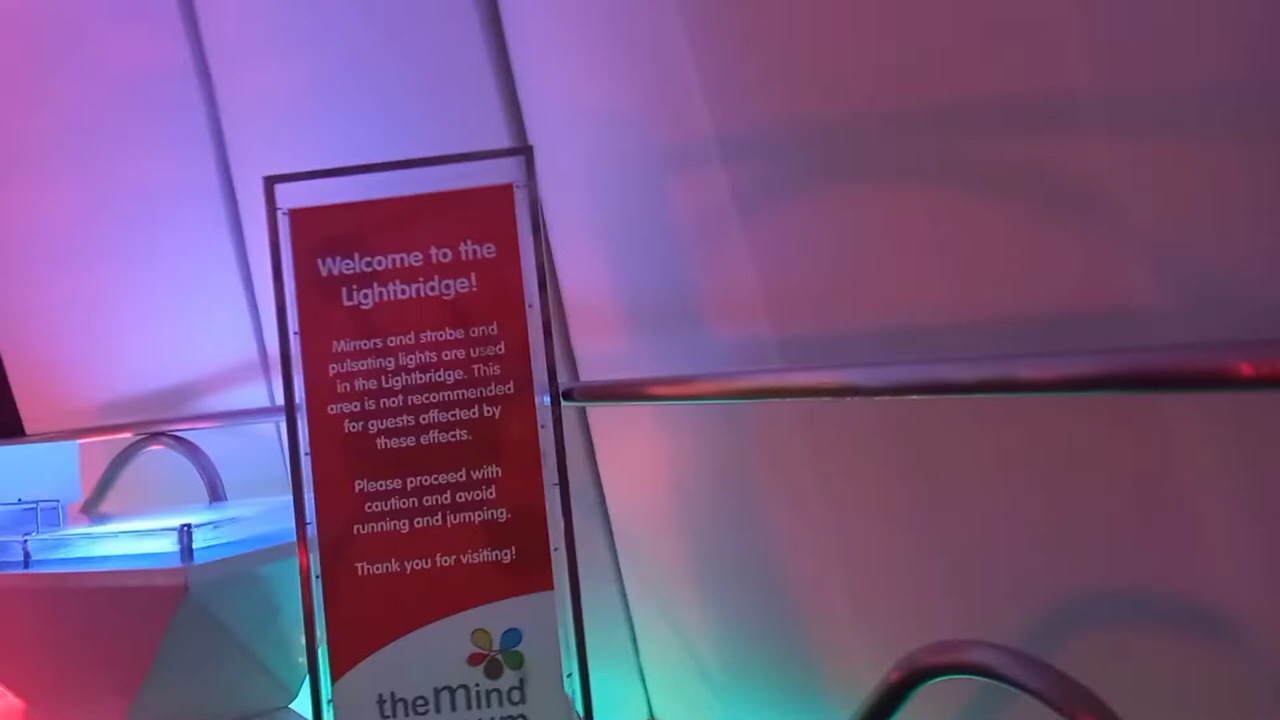 Welcome to the
Lightbridge!
Mirrors and strobe and
pulsating lights are used
in the Lightbridge. This
area is not recommended
for guests affected by
these effects.
Please proceed with
caution and avoid
running and jumping.
Thank you for visiting!
themind